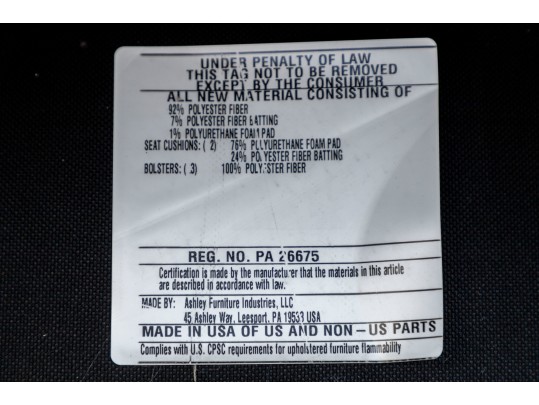 UNDER PENALTY OF LAW
THIS TAG NOT TO BE REMOVED
EXCEPT BY THE CONSUMER
ALL NEW MATERIAL CONSISTING OF
92% POLYESTER FIBER
7% POLYESTER FIBER BATTING
1% POLYURETHANE FOAM PAD
SEAT CUSHIONS: ( 2) 76% POLYURETHANE FOAM PAD
24% POLYESTER FIBER BATTING
BOLSTERS: ( 3) 100% POLYESTER FIBER
REG. NO. PA 26675
Certification is made by the manufacturer that the materials in this article
are described in accordance with law.
MADE BY: Ashley Furniture Industries, LLC
45 Ashley Way, Leesport, PA 19533 USA
MADE IN USA OF US AND NON-US PARTS
Complies with U.S. CPSC requirements for upholstered furniture flammability